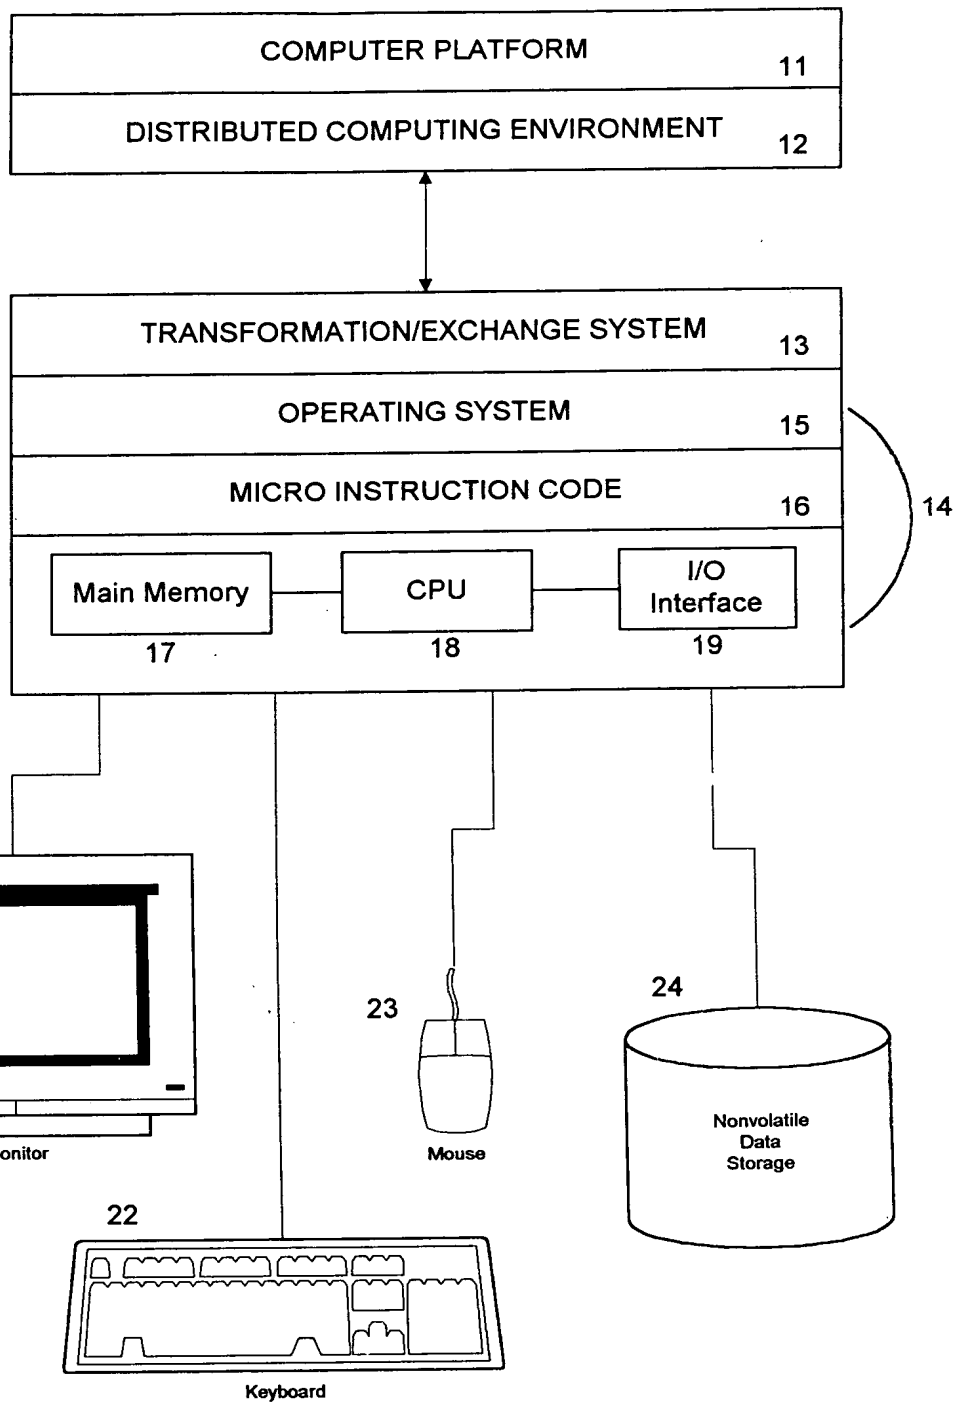 COMPUTER PLATFORM
11
DISTRIBUTED COMPUTING ENVIRONMENT
12
TRANSFORMATION/EXCHANGE SYSTEM
13
OPERATING SYSTEM
15
MICRO INSTRUCTION CODE
16
14
Main Memory
CPU
I/O
Interface
17
18
19
23
24
onitor
Mouse
Nonvolatile
Data
Storage
22
Keyboard